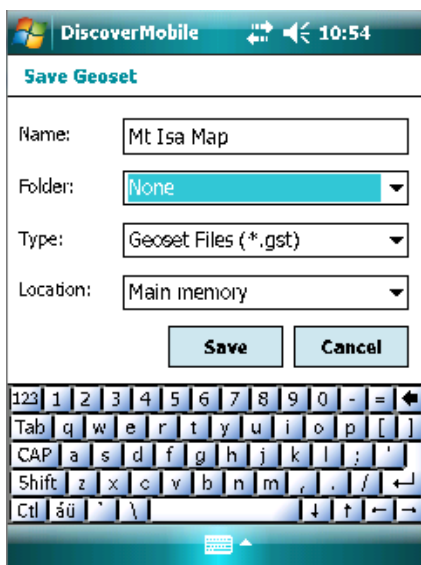 DiscoverMobile 10:54
Save Geoset
Name: Mt Isa Map
Folder: None
Type: Geoset Files (*.gst)
Location: Main memory
Save Cancel
123 1 2 3 4 5 6 7 8 9 0 - =
Tab q w e r t y u i o p [ ]
CAP a s d f g h j k l ; '
Shift z x c v b n m , . /
Ctl áü ` \